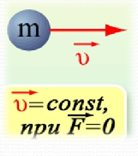 m
υ
υ=const,
при F=0